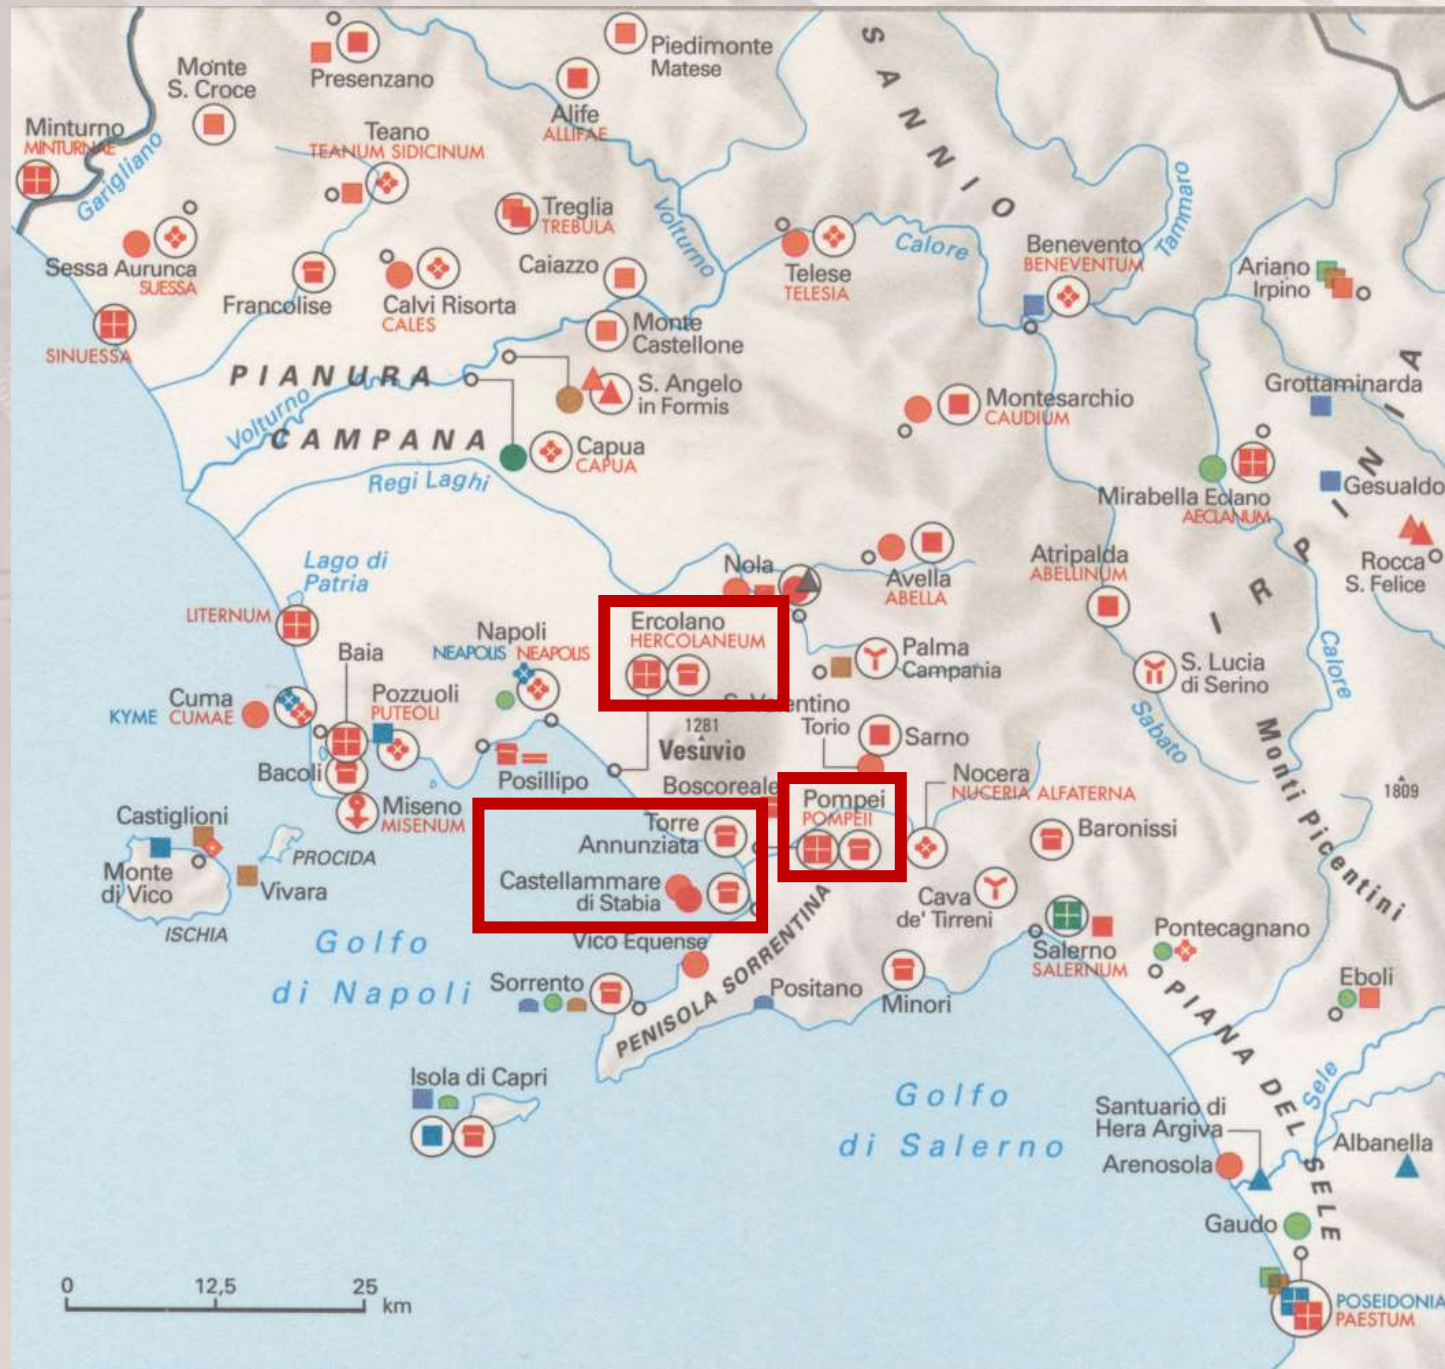 SANNIO
Piedimonte
Matese
Presenzano
Monte
S. Croce
Alife
ALLIFAE
Minturno
MINTURNAE
Garigliano
Teano
TEANUM SIDICINUM
Treglia
TREBULA
Volturno
Tammaro
Calore
Benevento
BENEVENTUM
Sessa Aurunca
SUESSA
Francolise
Calvi Risorta
CALES
Caiazzo
Telese
TELESIA
Ariano
Irpino
SINUESSA
Monte
Castellone
PIANURA
CAMPANA
Volturno
S. Angelo
in Formis
Montesarchio
CAUDIUM
Grottaminarda
IRPINIA
Capua
CAPUA
Regi Laghi
Mirabella Eclano
AECLANUM
Gesualdo
Rocca
S. Felice
Lago di
Patria
Nola
Avella
ABELLA
Atripalda
ABELLINUM
LITERNUM
Ercolano
HERCOLANEUM
Napoli
NEAPOLIS NEAPOLIS
Baia
Palma
Campania
S. Lucia
di Serino
Calore
Cuma
KYME CUMAE
Pozzuoli
PUTEOLI
S. Valentino
Torio
Sarno
Sabato
1281
Vesuvio
Bacoli
Posillipo
Boscoreale
Pompei
POMPEII
Nocera
NUCERIA ALFATERNA
Monti Picentini
1809
Miseno
MISENUM
Castiglioni
PROCIDA
Monte
di Vico
Vivara
ISCHIA
Torre
Annunziata
Castellammare
di Stabia
Baronissi
Cava
de' Tirreni
Golfo
di Napoli
Vico Equense
PENISOLA SORRENTINA
Sorrento
Positano
Minori
Salerno
SALERNUM
Pontecagnano
Eboli
PIANA DEL SELE
Sele
Isola di Capri
Golfo
di Salerno
Santuario di
Hera Argiva
Albanella
Arenosola
Gaudo
POSEIDONIA
PAESTUM
0 12,5 25
km